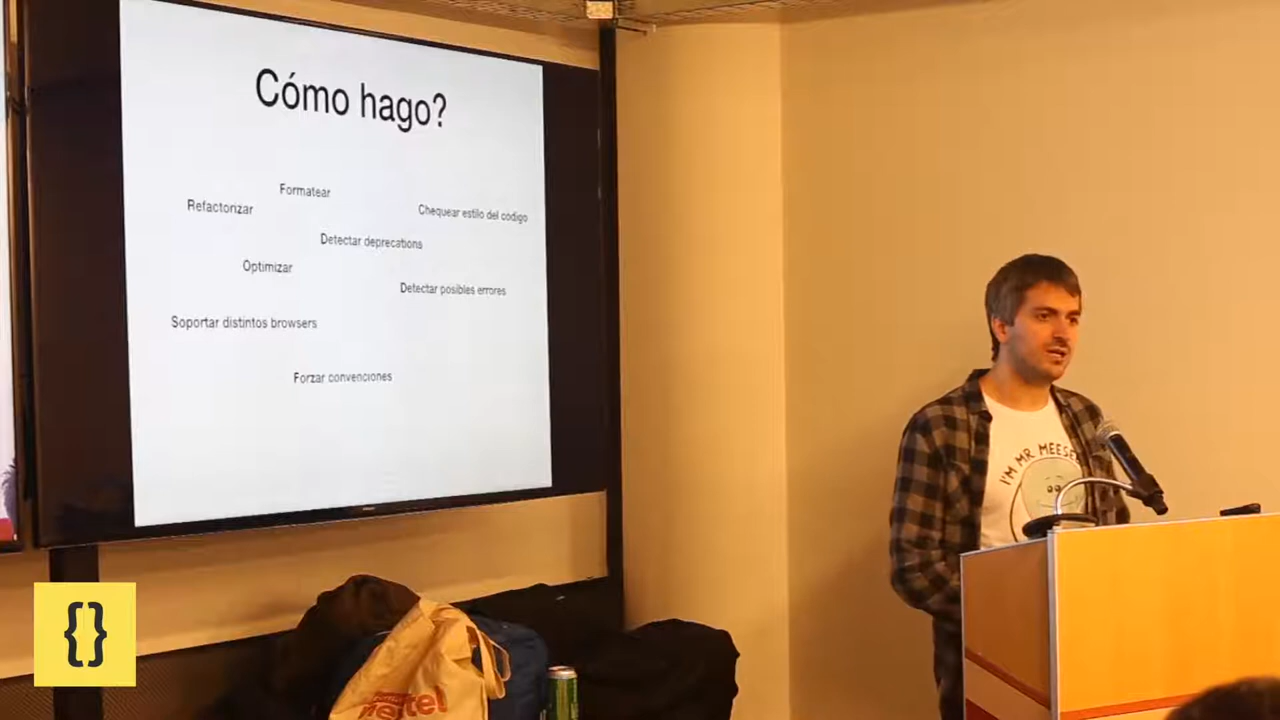 Cómo hago?
Formatear
Refactorizar
Chequear estilo del codigo
Detectar deprecations
Optimizar
Detectar posibles errores
Soportar distintos browsers
Forzar convenciones
I'M MR MEESE
{}